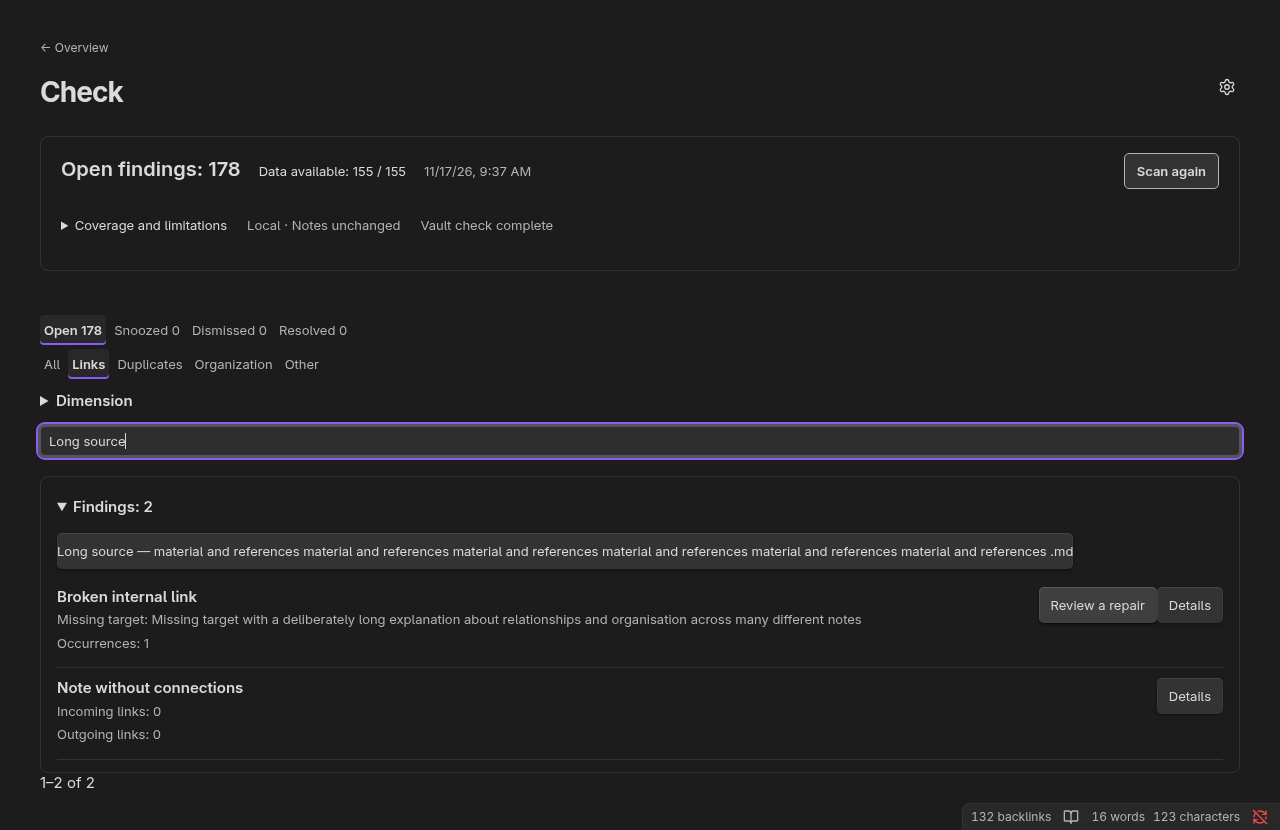 ← Overview
Check
Open findings: 178 Data available: 155 / 155 11/17/26, 9:37 AM Scan again
Coverage and limitations Local · Notes unchanged Vault check complete
Open 178 Snoozed 0 Dismissed 0 Resolved 0
All Links Duplicates Organization Other
Dimension
Long source
Findings: 2
Long source — material and references material and references material and references material and references material and references material and references .md
Broken internal link
Missing target: Missing target with a deliberately long explanation about relationships and organisation across many different notes
Occurrences: 1
Review a repair Details
Note without connections
Incoming links: 0
Outgoing links: 0
Details
1–2 of 2
132 backlinks 16 words 123 characters